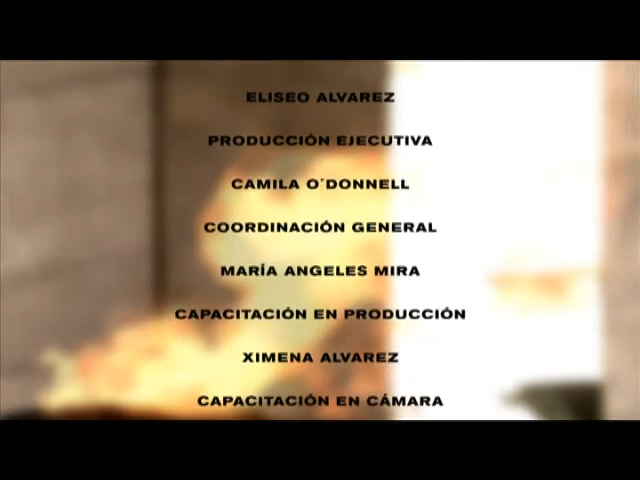 ELISEO ALVAREZ
PRODUCCIÓN EJECUTIVA
CAMILA O´DONNELL
COORDINACIÓN GENERAL
MARÍA ANGELES MIRA
CAPACITACIÓN EN PRODUCCIÓN
XIMENA ALVAREZ
CAPACITACIÓN EN CÁMARA